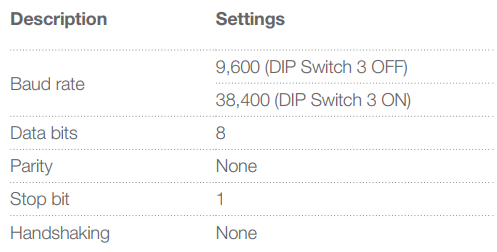 Description Settings
Baud rate
9,600 (DIP Switch 3 OFF)
38,400 (DIP Switch 3 ON)
Data bits 8
Parity None
Stop bit 1
Handshaking None